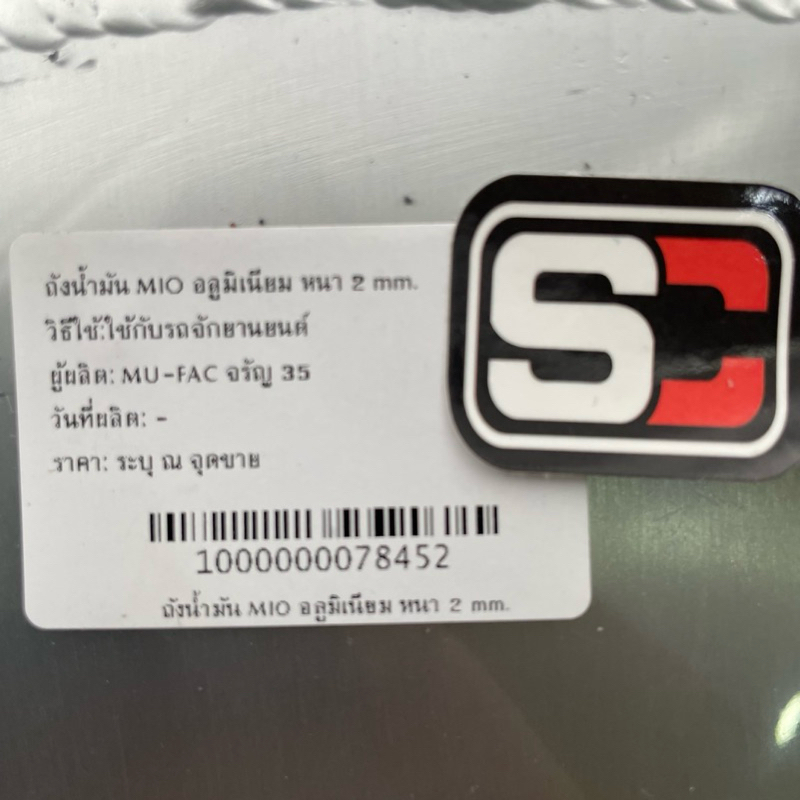 ถังน้ำมัน MIO อลูมิเนียม หนา 2 mm.
วิธีใช้:ใช้กับรถจักยานยนต์
ผู้ผลิต: MU-FAC จรัญ 35
วันที่ผลิต: -
ราคา: ระบุ ณ จุดขาย
1000000078452
ถังน้ำมัน MIO อลูมิเนียม หนา 2 mm.
SC